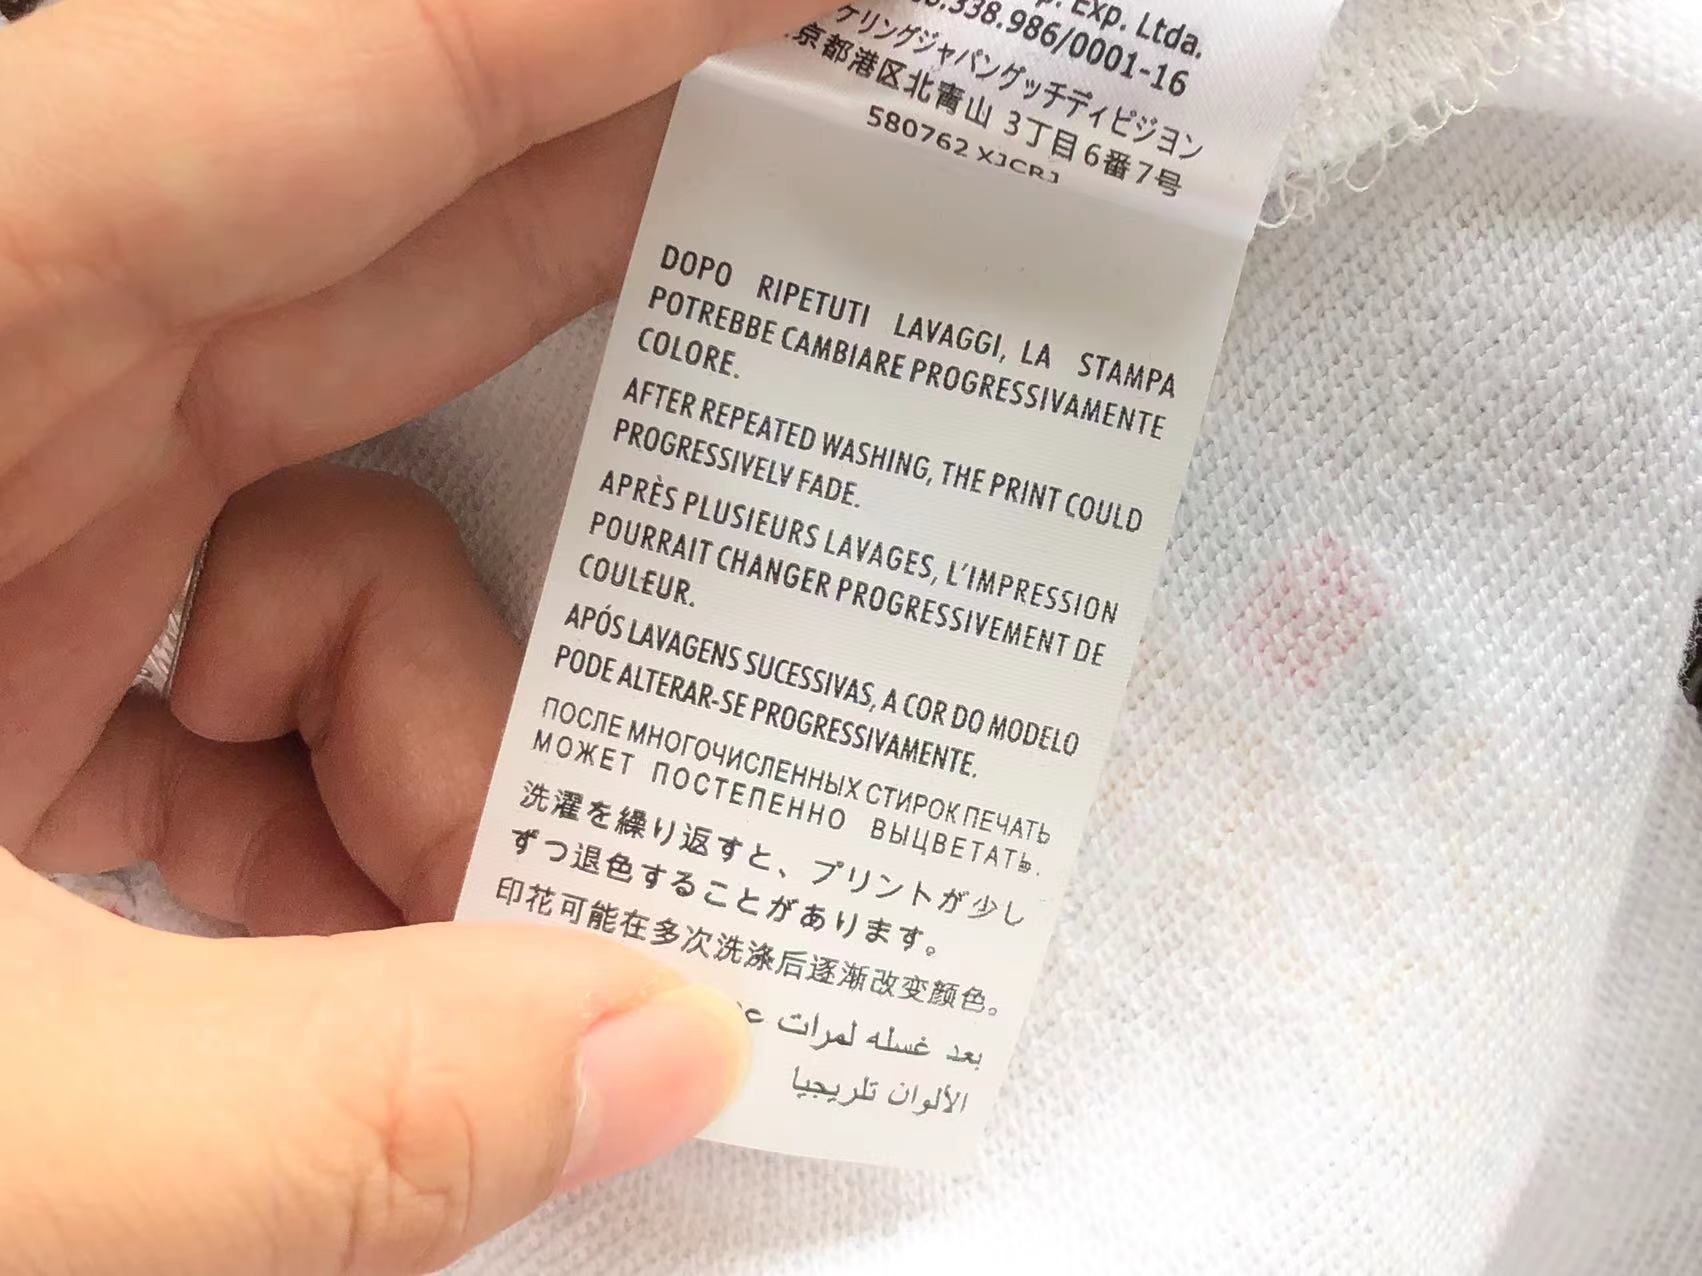 Exp. Ltda.
.338.986/0001-16
ケリングジャパングッチディビジョン
京都港区北青山 3丁目6番7号
580762 XJCRJ
DOPO RIPETUTI LAVAGGI, LA STAMPA
POTREBBE CAMBIARE PROGRESSIVAMENTE
COLORE.
AFTER REPEATED WASHING, THE PRINT COULD
PROGRESSIVELY FADE.
APRÈS PLUSIEURS LAVAGES, L'IMPRESSION
POURRAIT CHANGER PROGRESSIVEMENT DE
COULEUR.
APÓS LAVAGENS SUCESSIVAS, A COR DO MODELO
PODE ALTERAR-SE PROGRESSIVAMENTE.
ПОСЛЕ МНОГОЧИСЛЕННЫХ СТИРОК ПЕЧАТЬ
МОЖЕТ ПОСТЕПЕННО ВЫЦВЕТАТЬ.
洗濯を繰り返すと、プリントが少し
ずつ退色することがあります。
印花可能在多次洗涤后逐渐改变颜色。
بعد غسله لمرات
الألوان تلريجيا